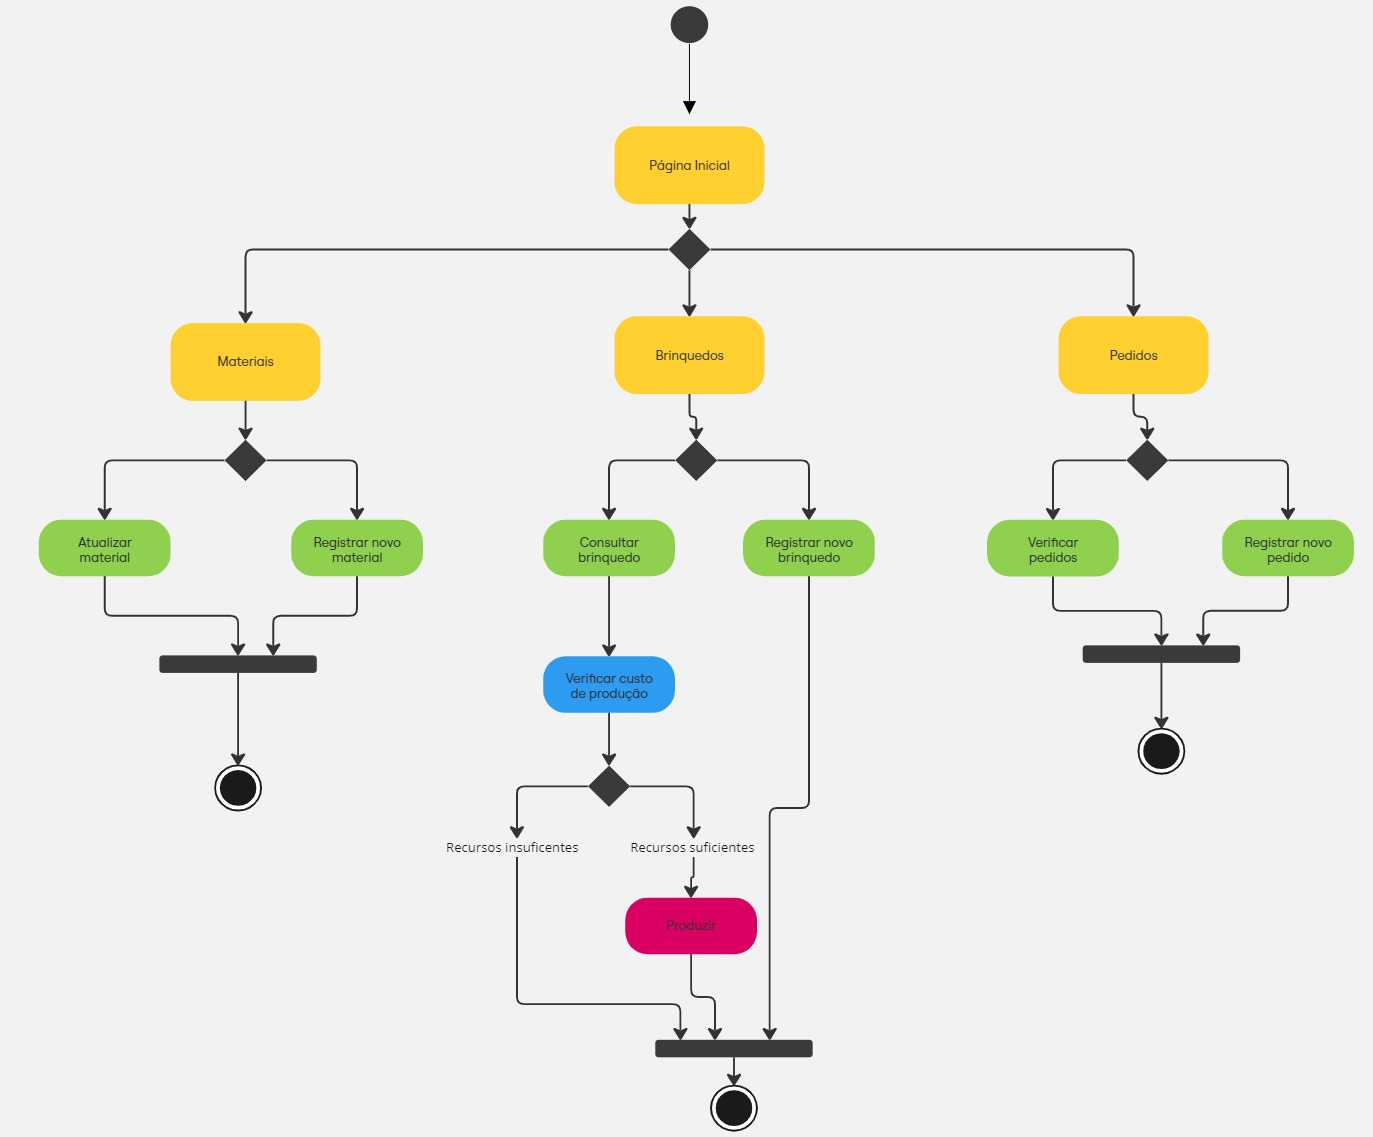 Página Inicial
Materiais
Brinquedos
Pedidos
Atualizar
material
Registrar novo
material
Consultar
brinquedo
Registrar novo
brinquedo
Verificar
pedidos
Registrar novo
pedido
Verificar custo
de produção
Recursos insuficentes
Recursos suficientes
Produzir